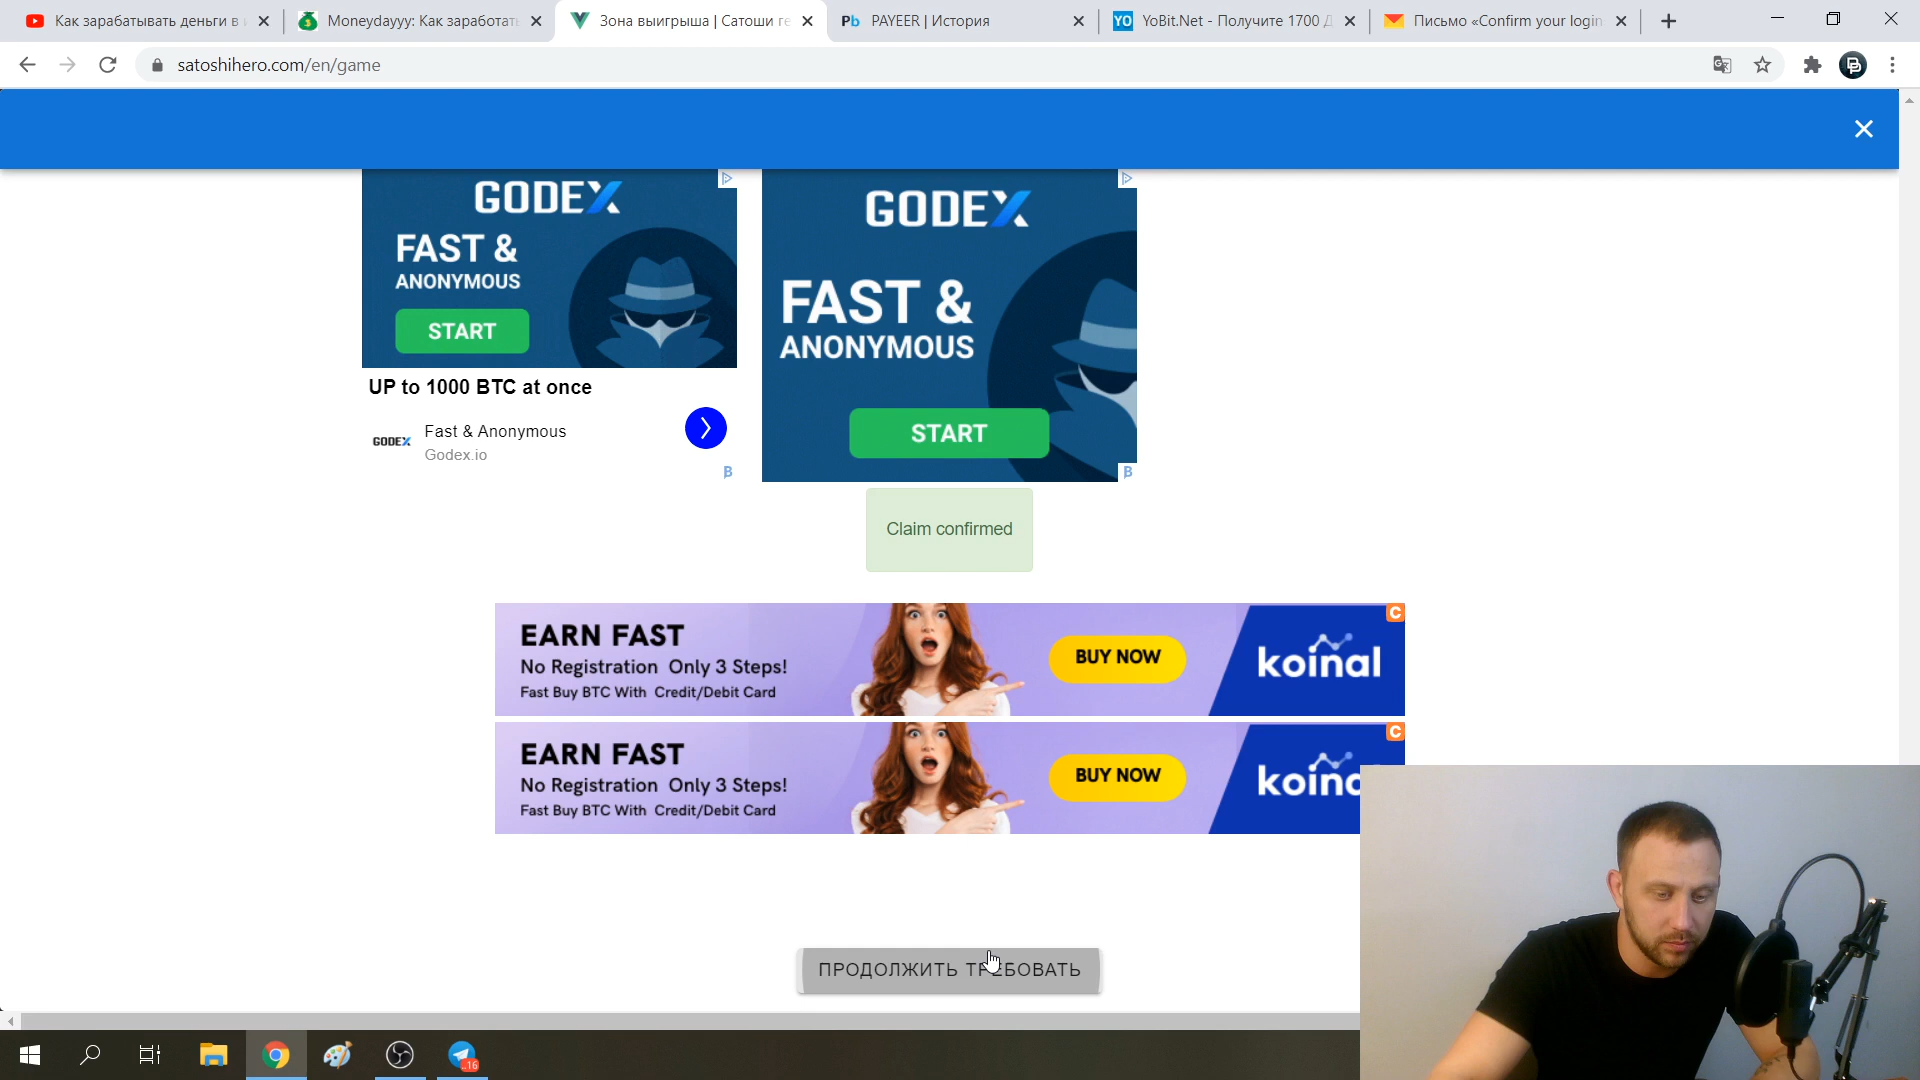 Как зарабатывать деньги в и
Moneydayyy: Как заработать
Зона выигрыша | Сатоши ге
Pb PAYEER | История
YO YoBit.Net - Получите 1700 Д
Письмо «Confirm your login
satoshihero.com/en/game
GODEX
FAST &
ANONYMOUS
START
UP to 1000 BTC at once
GODEX
Fast & Anonymous
Godex.io
B
GODEX
FAST &
ANONYMOUS
START
B
Claim confirmed
EARN FAST
No Registration Only 3 Steps!
Fast Buy BTC With Credit/Debit Card
BUY NOW
koinal
C
EARN FAST
No Registration Only 3 Steps!
Fast Buy BTC With Credit/Debit Card
BUY NOW
C
ПРОДОЛЖИТЬ ТРЕБОВАТЬ
16